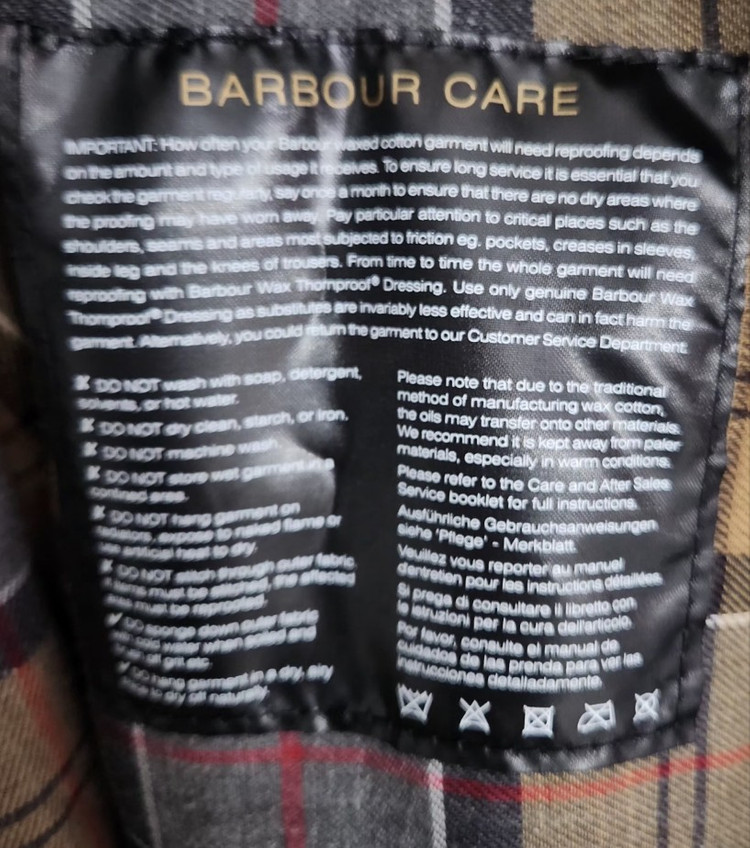 BARBOUR CARE
IMPORTANT: How often your Barbour waxed cotton garment will need reproofing depends
on the amount and type of usage it receives. To ensure long service it is essential that you
check the garment regularly, say once a month to ensure that there are no dry areas where
the proofing may have worn away. Pay particular attention to critical places such as the
shoulders, seams and areas most subjected to friction eg. pockets, creases in sleeves,
inside leg and the knees of trousers. From time to time the whole garment will need
reproofing with Barbour Wax Thornproof® Dressing. Use only genuine Barbour Wax
Thornproof® Dressing as substitutes are invariably less effective and can in fact harm the
garment. Alternatively, you could return the garment to our Customer Service Department.
✗ DO NOT wash with soap, detergent,
solvents, or hot water.
✗ DO NOT dry clean, starch, or iron.
✗ DO NOT machine wash.
✗ DO NOT store wet garment in a
confined area.
✗ DO NOT hang garment on
radiators, expose to naked flame or
use artificial heat to dry.
✗ DO NOT stitch through outer fabric
items must be attached, the affected
must be reproofed
✓ DO sponge down outer fabric
with cold water when soiled and
off grit, etc.
✓ DO hang garment in a dry, airy
to dry off naturally.
Please note that due to the traditional
method of manufacturing wax cotton,
the oils may transfer onto other materials.
We recommend it is kept away from paler
materials, especially in warm conditions.
Please refer to the Care and After Sales
Service booklet for full instructions.
Ausführliche Gebrauchsanweisungen
siehe 'Pflege' - Merkblatt.
Veuillez vous reporter au manuel
d'entretien pour les instructions détaillées.
Si prega di consultare il libretto con
le istruzioni per la cura dell'articolo.
Por favor, consulte el manual de
cuidados de las prenda para ver las
instrucciones detalladamente.